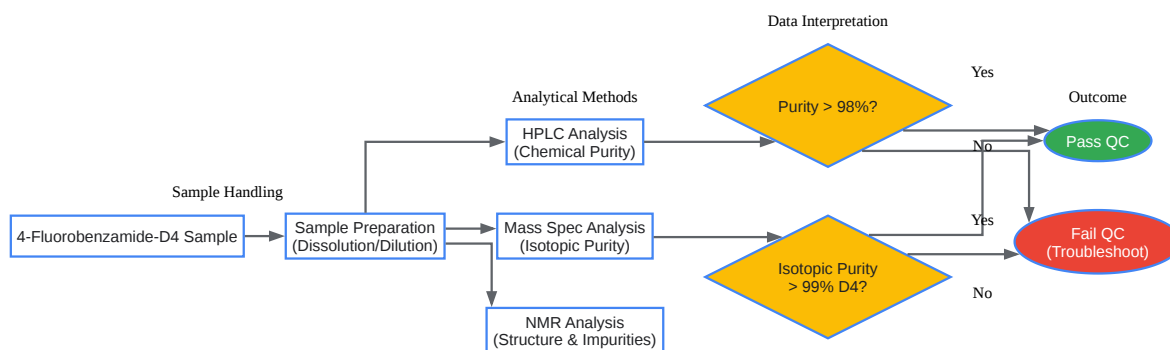 Data Interpretation
Yes
Analytical Methods
Purity > 98%?
Outcome
HPLC Analysis
(Chemical Purity)
Pass QC
No
Sample Handling
4-Fluorobenzamide-D4 Sample
Sample Preparation
(Dissolution/Dilution)
Mass Spec Analysis
(Isotopic Purity)
Yes
Fail QC
(Troubleshoot)
Isotopic Purity
> 99% D4?
No
NMR Analysis
(Structure & Impurities)